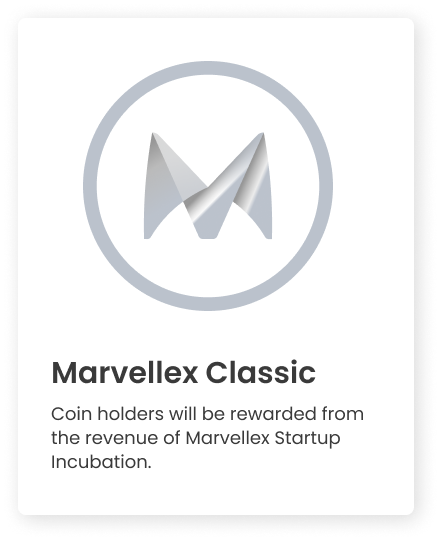 Marvellex Classic
Coin holders will be rewarded from
the revenue of Marvellex Startup
Incubation.